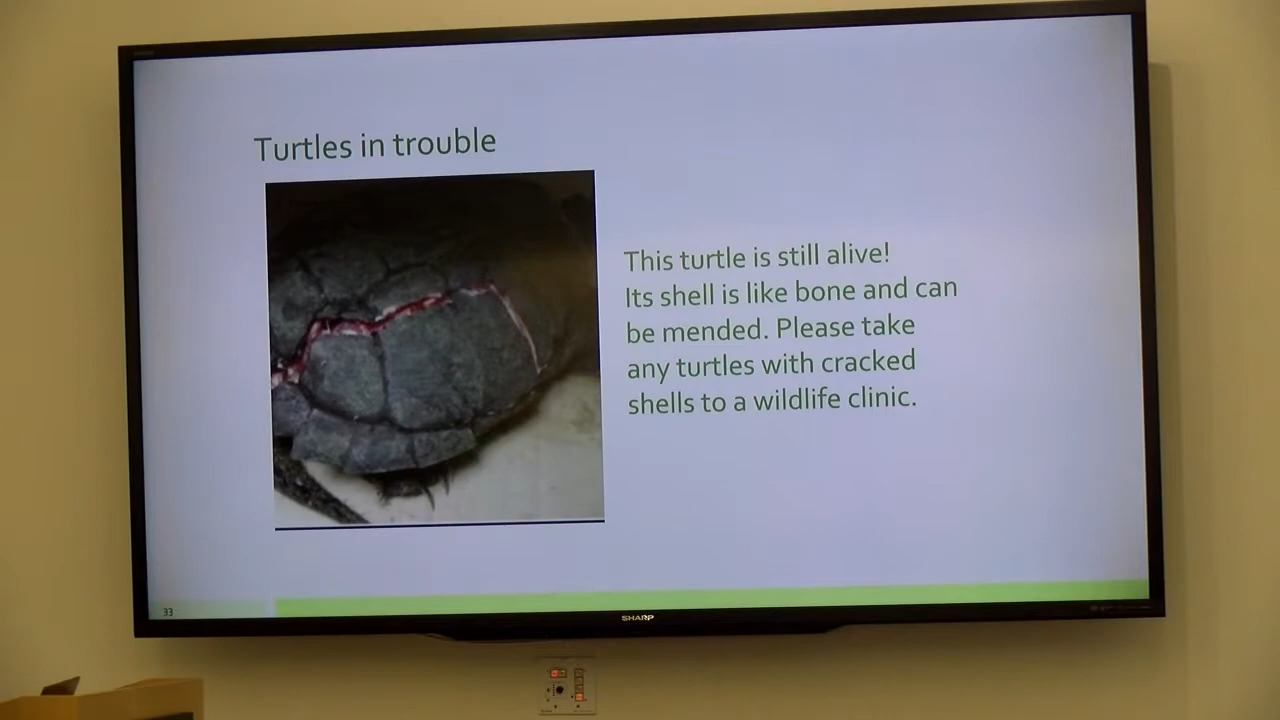 Turtles in trouble
This turtle is still alive!
Its shell is like bone and can
be mended. Please take
any turtles with cracked
shells to a wildlife clinic.
33
SHARP